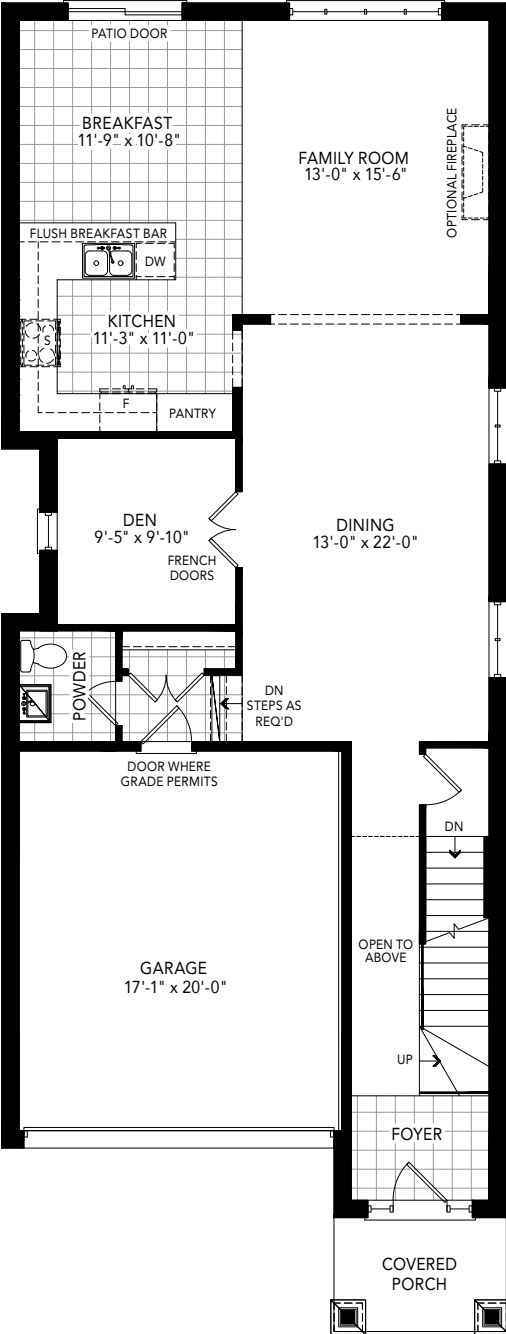 PATIO DOOR
BREAKFAST
11'-9" x 10'-8"
FAMILY ROOM
13'-0" x 15'-6"
OPTIONAL FIREPLACE
FLUSH BREAKFAST BAR
DW
KITCHEN
11'-3" x 11'-0"
S
F
PANTRY
DEN
9'-5" x 9'-10"
FRENCH
DOORS
DINING
13'-0" x 22'-0"
POWDER
DN
STEPS AS
REQ'D
DOOR WHERE
GRADE PERMITS
DN
OPEN TO
ABOVE
GARAGE
17'-1" x 20'-0"
UP
FOYER
COVERED
PORCH